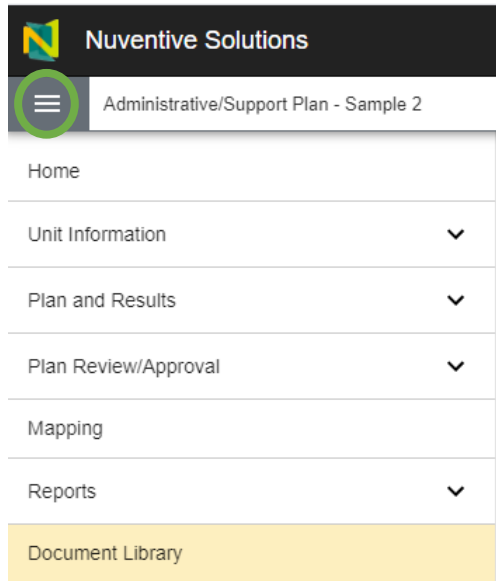 Nuventive Solutions
Administrative/Support Plan - Sample 2
Home
Unit Information
Plan and Results
Plan Review/Approval
Mapping
Reports
Document Library